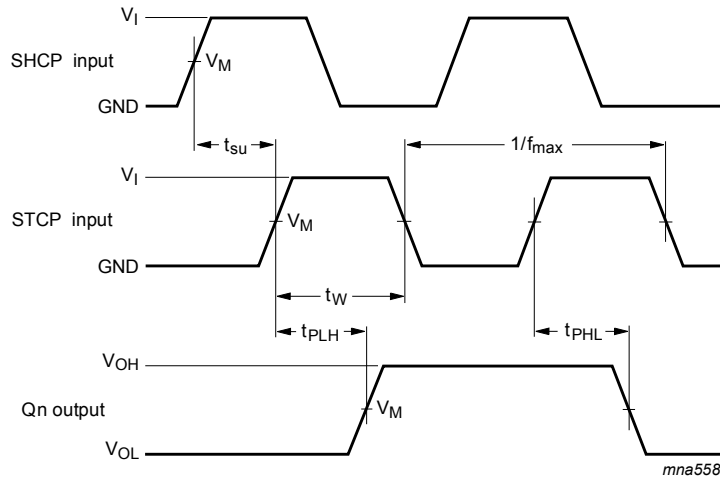 V_I
SHCP input
V_M
GND
t_su
1/f_max
V_I
STCP input
V_M
GND
t_W
t_PLH
t_PHL
V_OH
Qn output
V_M
V_OL
mna558